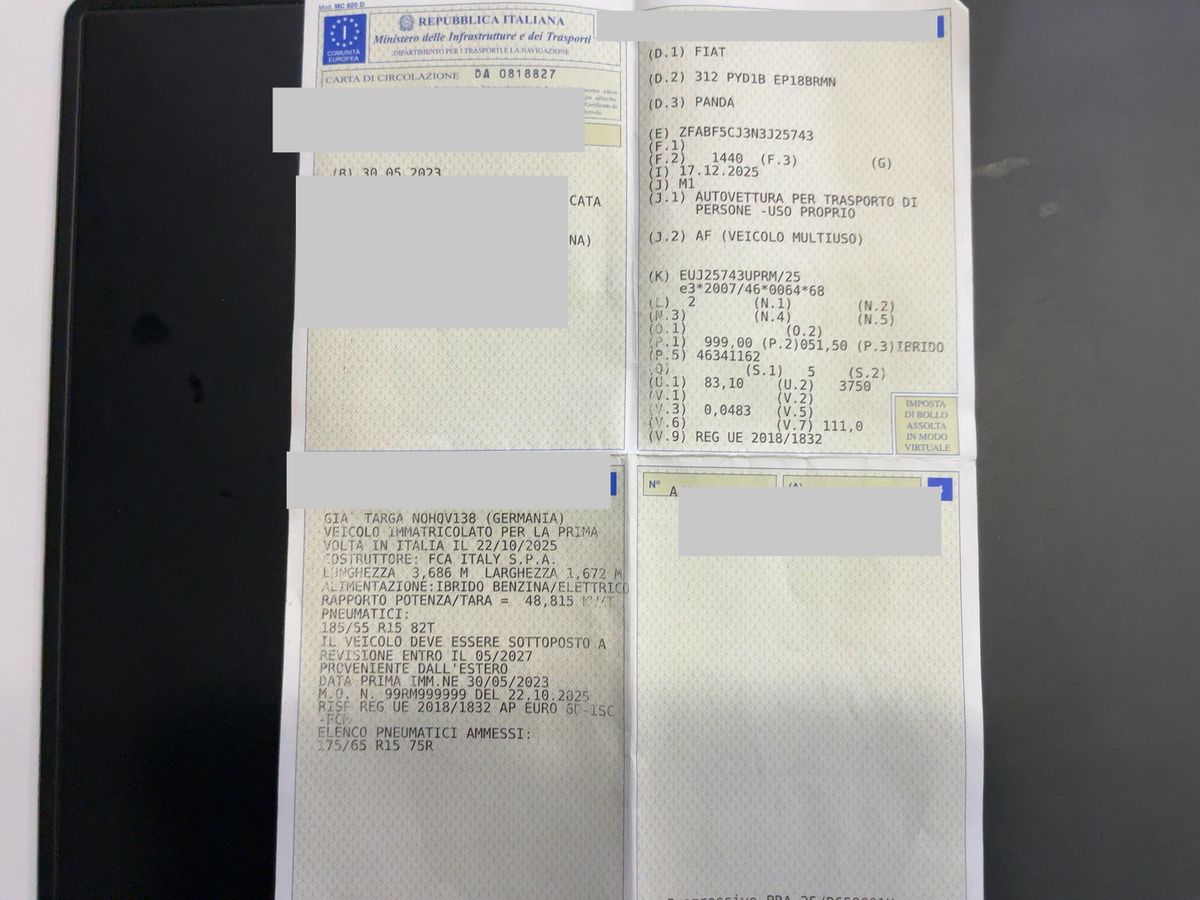 Mod. MC 820 D
I
COMUNITÀ
EUROPEA
REPUBBLICA ITALIANA
Ministero delle Infrastrutture e dei Trasporti
DIPARTIMENTO PER I TRASPORTI E LA NAVIGAZIONE
CARTA DI CIRCOLAZIONE DA 0818827
(B) 30.05.2023
CATA
NA)
(D.1) FIAT
(D.2) 312 PYD1B EP18BRMN
(D.3) PANDA
(E) ZFABF5CJ3N3J25743
(F.1)
(F.2) 1440 (F.3) (G)
(I) 17.12.2025
(J) M1
(J.1) AUTOVETTURA PER TRASPORTO DI
PERSONE -USO PROPRIO
(J.2) AF (VEICOLO MULTIUSO)
(K) EUJ25743UPRM/25
e3*2007/46*0064*68
(L) 2 (N.1) (N.2)
(N.3) (N.4) (N.5)
(O.1) (O.2)
(P.1) 999,00 (P.2)051,50 (P.3)IBRIDO
(P.5) 46341162
(Q) (S.1) 5 (S.2)
(U.1) 83,10 (U.2) 3750
(V.1) (V.2)
(V.3) 0,0483 (V.5)
(V.6) (V.7) 111,0
(V.9) REG UE 2018/1832
IMPOSTA
DI BOLLO
ASSOLTA
IN MODO
VIRTUALE
GIA' TARGA NOHQV138 (GERMANIA)
VEICOLO IMMATRICOLATO PER LA PRIMA
VOLTA IN ITALIA IL 22/10/2025
COSTRUTTORE: FCA ITALY S.P.A.
LUNGHEZZA 3,686 M LARGHEZZA 1,672 M
ALIMENTAZIONE:IBRIDO BENZINA/ELETTRICO
RAPPORTO POTENZA/TARA = 48,815 KW/T
PNEUMATICI:
185/55 R15 82T
IL VEICOLO DEVE ESSERE SOTTOPOSTO A
REVISIONE ENTRO IL 05/2027
PROVENIENTE DALL'ESTERO
DATA PRIMA IMM.NE 30/05/2023
M.O. N. 99RM999999 DEL 22.10.2025
RISP REG UE 2018/1832 AP EURO 6D-ISC
-FCM
ELENCO PNEUMATICI AMMESSI:
175/65 R15 75R
N° A
(A)